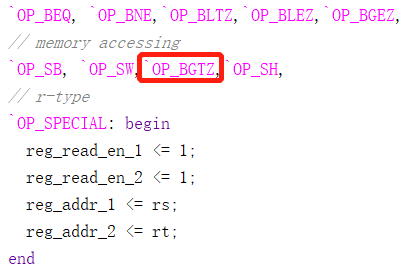 `OP_BEQ, `OP_BNE,`OP_BLTZ,`OP_BLEZ,`OP_BGEZ,
// memory accessing
`OP_SB, `OP_SW,`OP_BGTZ,`OP_SH,
// r-type
`OP_SPECIAL: begin
reg_read_en_1 <= 1;
reg_read_en_2 <= 1;
reg_addr_1 <= rs;
reg_addr_2 <= rt;
end